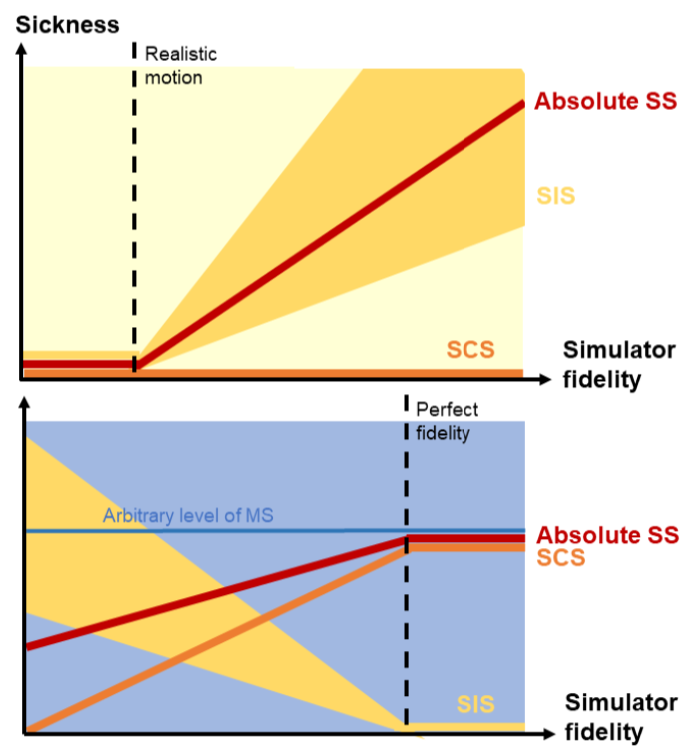 Sickness
Realistic
motion
Absolute SS
SIS
SCS
Simulator
fidelity
Perfect
fidelity
Arbitrary level of MS
Absolute SS
SCS
SIS
Simulator
fidelity